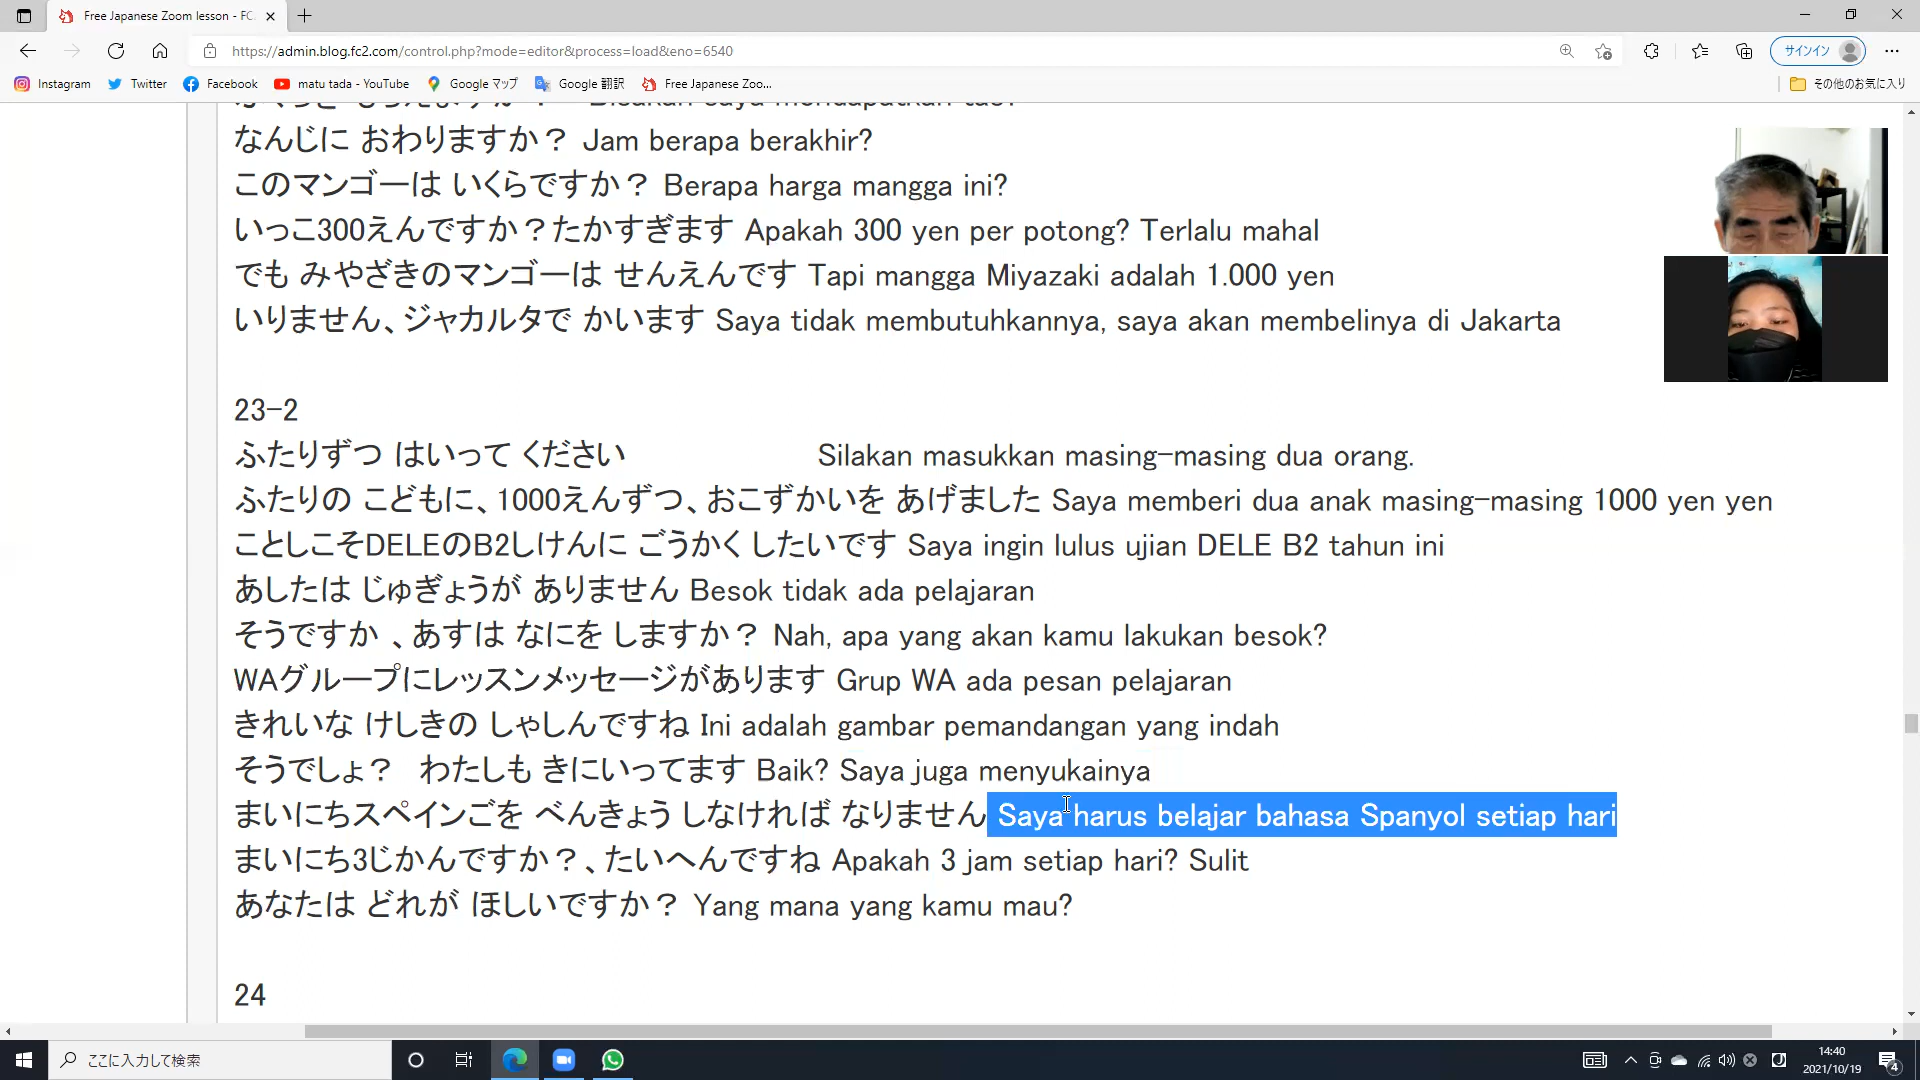 Free Japanese Zoom lesson - FC
https://admin.blog.fc2.com/control.php?mode=editor&process=load&eno=6540
サインイン
Instagram
Twitter
Facebook
matu tada - YouTube
Google マップ
Google 翻訳
Free Japanese Zoo...
その他のお気に入り
なんじに おわりますか？ Jam berapa berakhir?
このマンゴーは いくらですか？ Berapa harga mangga ini?
いっこ300えんですか？たかすぎます Apakah 300 yen per potong? Terlalu mahal
でも みやざきのマンゴーは せんえんです Tapi mangga Miyazaki adalah 1.000 yen
いりません、ジャカルタで かいます Saya tidak membutuhkannya, saya akan membelinya di Jakarta
23-2
ふたりずつ はいって ください Silakan masukkan masing-masing dua orang.
ふたりの こどもに、1000えんずつ、おこずかいを あげました Saya memberi dua anak masing-masing 1000 yen yen
ことしこそDELEのB2しけんに ごうかく したいです Saya ingin lulus ujian DELE B2 tahun ini
あしたは じゅぎょうが ありません Besok tidak ada pelajaran
そうですか 、あすは なにを しますか？ Nah, apa yang akan kamu lakukan besok?
WAグループにレッスンメッセージがあります Grup WA ada pesan pelajaran
きれいな けしきの しゃしんですね Ini adalah gambar pemandangan yang indah
そうでしょ？ わたしも きにいってます Baik? Saya juga menyukainya
まいにちスペインごを べんきょう しなければ なりません Saya harus belajar bahasa Spanyol setiap hari
まいにち3じかんですか？、たいへんですね Apakah 3 jam setiap hari? Sulit
あなたは どれが ほしいですか？ Yang mana yang kamu mau?
24
ここに入力して検索
14:40
2021/10/19
4